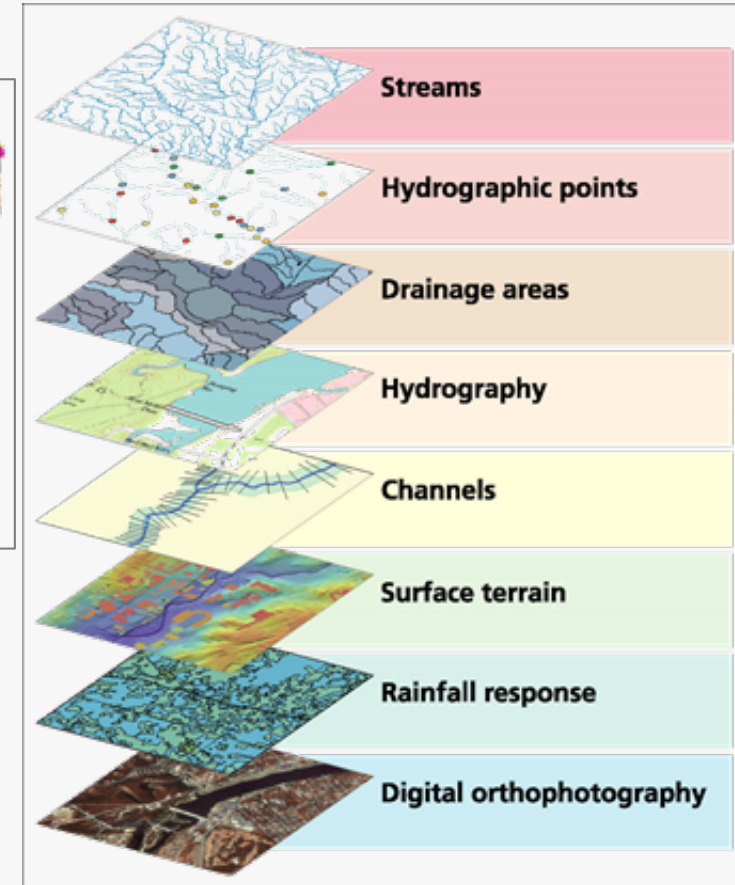 Streams
Hydrographic points
Drainage areas
Hydrography
Channels
Surface terrain
Rainfall response
Digital orthophotography